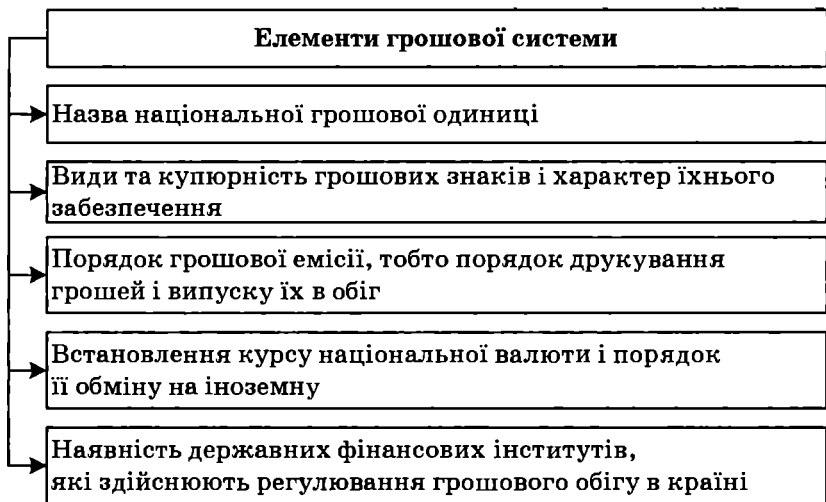 Елементи грошової системи
Назва національної грошової одиниці
Види та купюрність грошових знаків і характер їхнього
забезпечення
Порядок грошової емісії, тобто порядок друкування
грошей і випуску їх в обіг
Встановлення курсу національної валюти і порядок
її обміну на іноземну
Наявність державних фінансових інститутів,
які здійснюють регулювання грошового обігу в країні